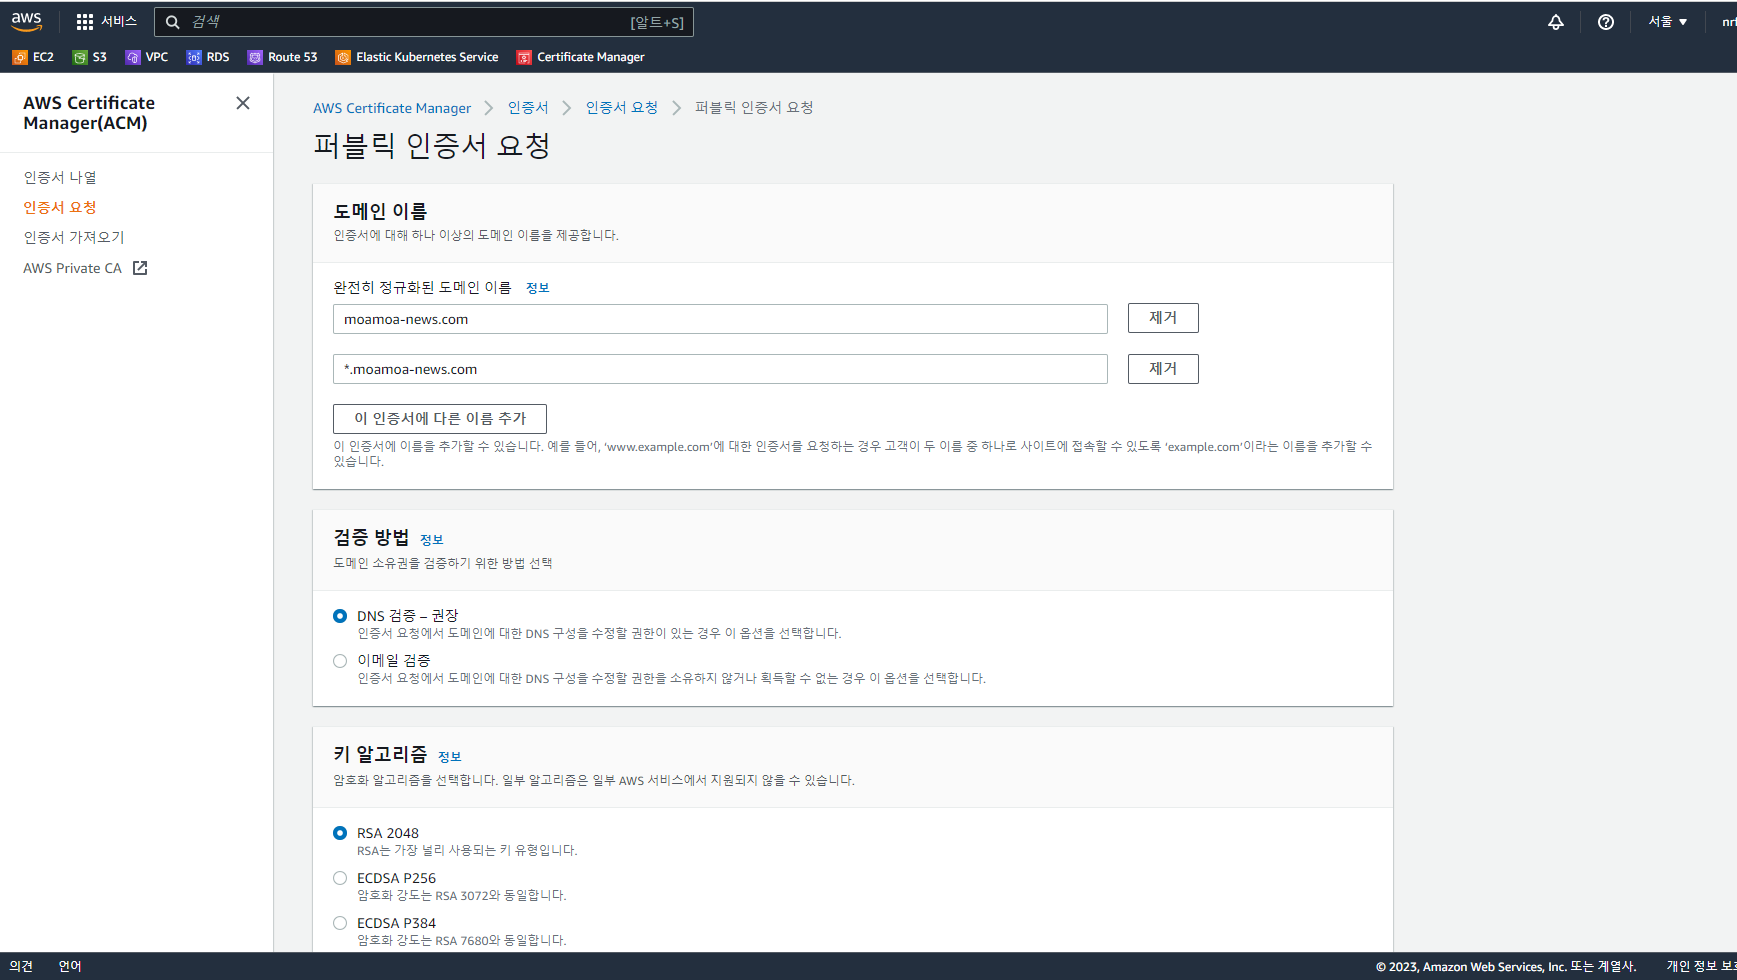 aws
서비스
검색
[알트+S]
서울 ▼
EC2
S3
VPC
RDS
Route 53
Elastic Kubernetes Service
Certificate Manager
AWS Certificate
Manager(ACM)
인증서 나열
인증서 요청
인증서 가져오기
AWS Private CA
AWS Certificate Manager
인증서
인증서 요청
퍼블릭 인증서 요청
퍼블릭 인증서 요청
도메인 이름
인증서에 대해 하나 이상의 도메인 이름을 제공합니다.
완전히 정규화된 도메인 이름 정보
moamoa-news.com
제거
*.moamoa-news.com
제거
이 인증서에 다른 이름 추가
이 인증서에 이름을 추가할 수 있습니다. 예를 들어, ‘www.example.com’에 대한 인증서를 요청하는 경우 고객이 두 이름 중 하나로 사이트에 접속할 수 있도록 ‘example.com’이라는 이름을 추가할 수
있습니다.
검증 방법 정보
도메인 소유권을 검증하기 위한 방법 선택
DNS 검증 – 권장
인증서 요청에서 도메인에 대한 DNS 구성을 수정할 권한이 있는 경우 이 옵션을 선택합니다.
이메일 검증
인증서 요청에서 도메인에 대한 DNS 구성을 수정할 권한을 소유하지 않거나 획득할 수 없는 경우 이 옵션을 선택합니다.
키 알고리즘 정보
암호화 알고리즘을 선택합니다. 일부 알고리즘은 일부 AWS 서비스에서 지원되지 않을 수 있습니다.
RSA 2048
RSA는 가장 널리 사용되는 키 유형입니다.
ECDSA P256
암호화 강도는 RSA 3072와 동일합니다.
ECDSA P384
암호화 강도는 RSA 7680와 동일합니다.
의견
언어
© 2023, Amazon Web Services, Inc. 또는 계열사.
개인 정보